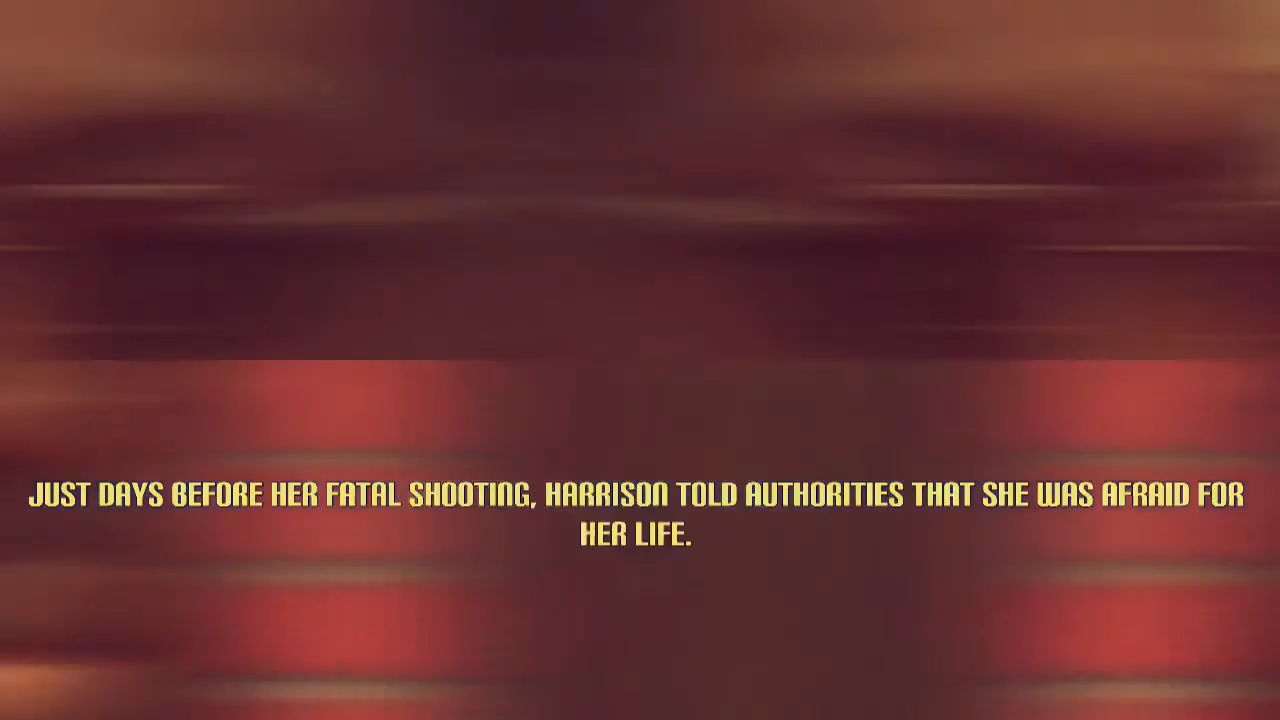 JUST DAYS BEFORE HER FATAL SHOOTING, HARRISON TOLD AUTHORITIES THAT SHE WAS AFRAID FOR
HER LIFE.